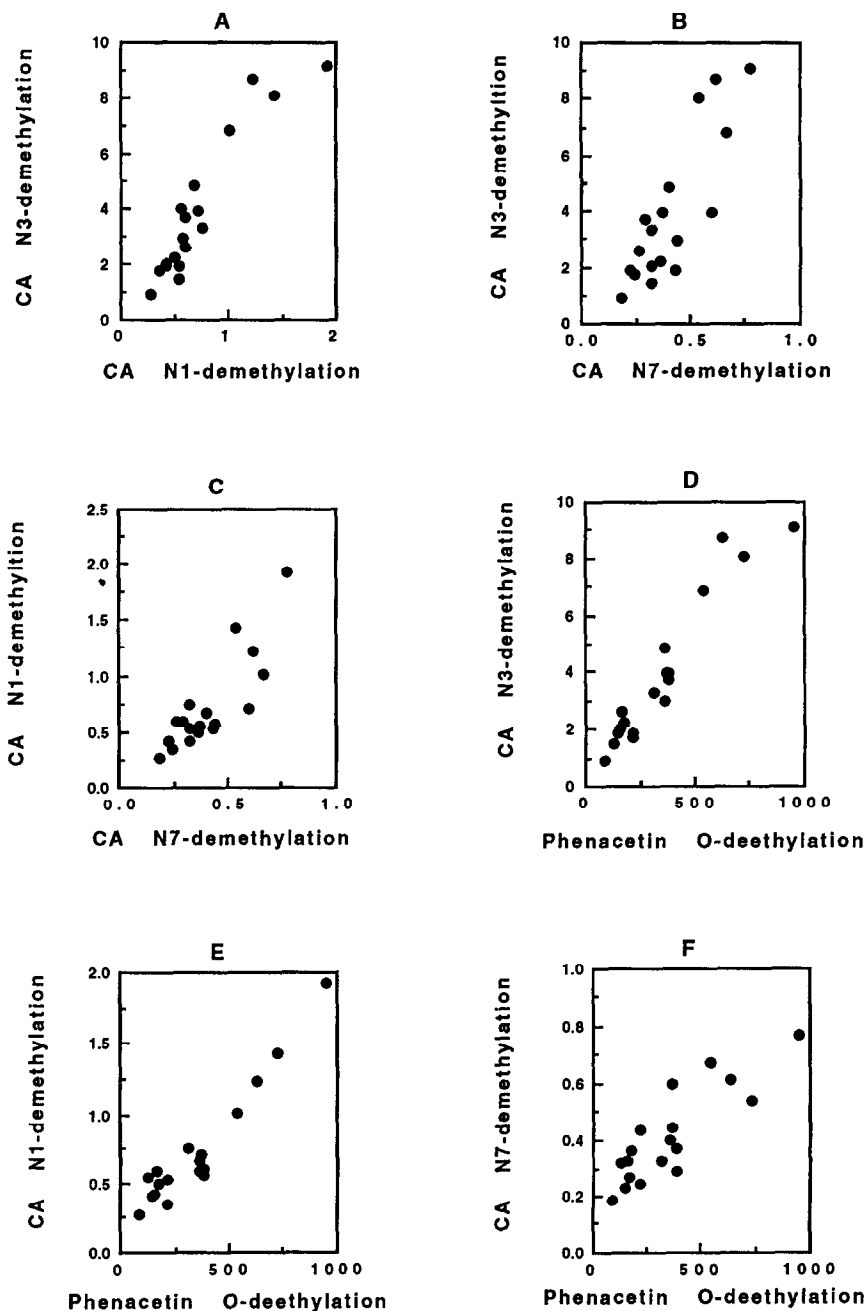 A
10
8
6
4
2
0
CA N3-demethylation
0 1 2
CA N1-demethylation
B
10
8
6
4
2
0
CA N3-demethyltion
0.0 0.5 1.0
CA N7-demethylation
C
2.5
2.0
1.5
1.0
0.5
0.0
CA N1-demethyltion
0.0 0.5 1.0
CA N7-demethylation
D
10
8
6
4
2
0
CA N3-demethylation
0 500 1000
Phenacetin O-deethylation
E
2.0
1.5
1.0
0.5
0.0
CA N1-demethylation
0 500 1000
Phenacetin O-deethylation
F
1.0
0.8
0.6
0.4
0.2
0.0
CA N7-demethylation
0 500 1000
Phenacetin O-deethylation